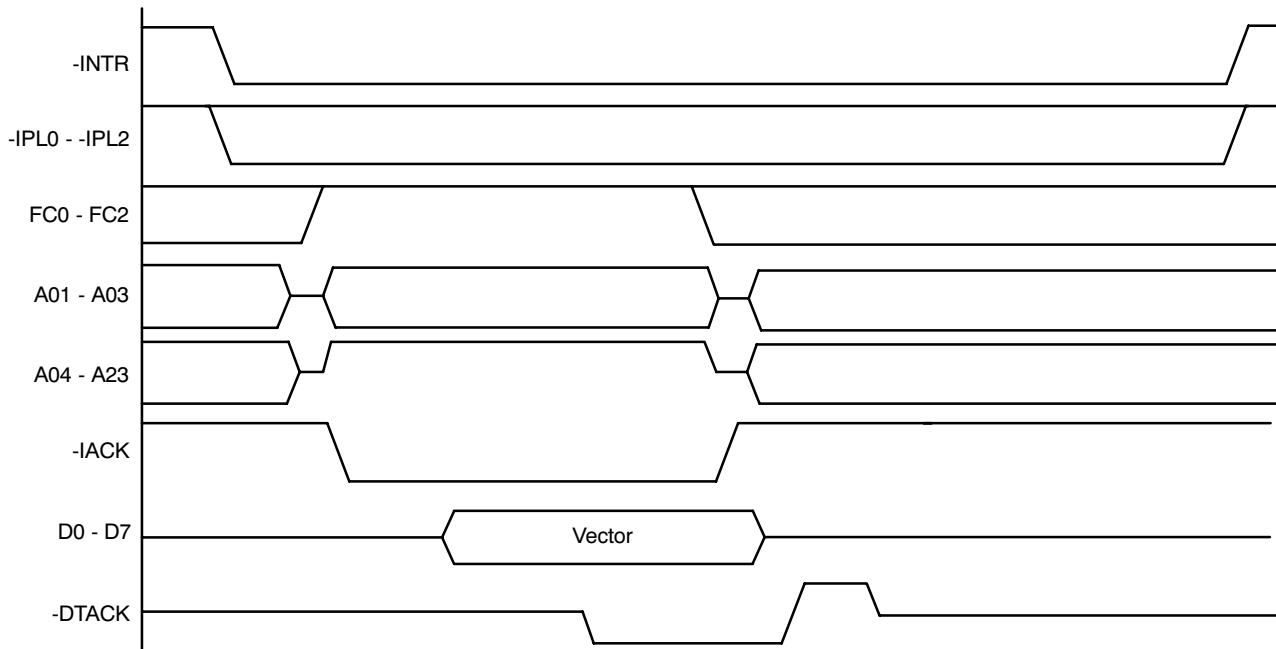 -INTR
-IPL0 - -IPL2
FC0 - FC2
A01 - A03
A04 - A23
-IACK
D0 - D7
Vector
-DTACK